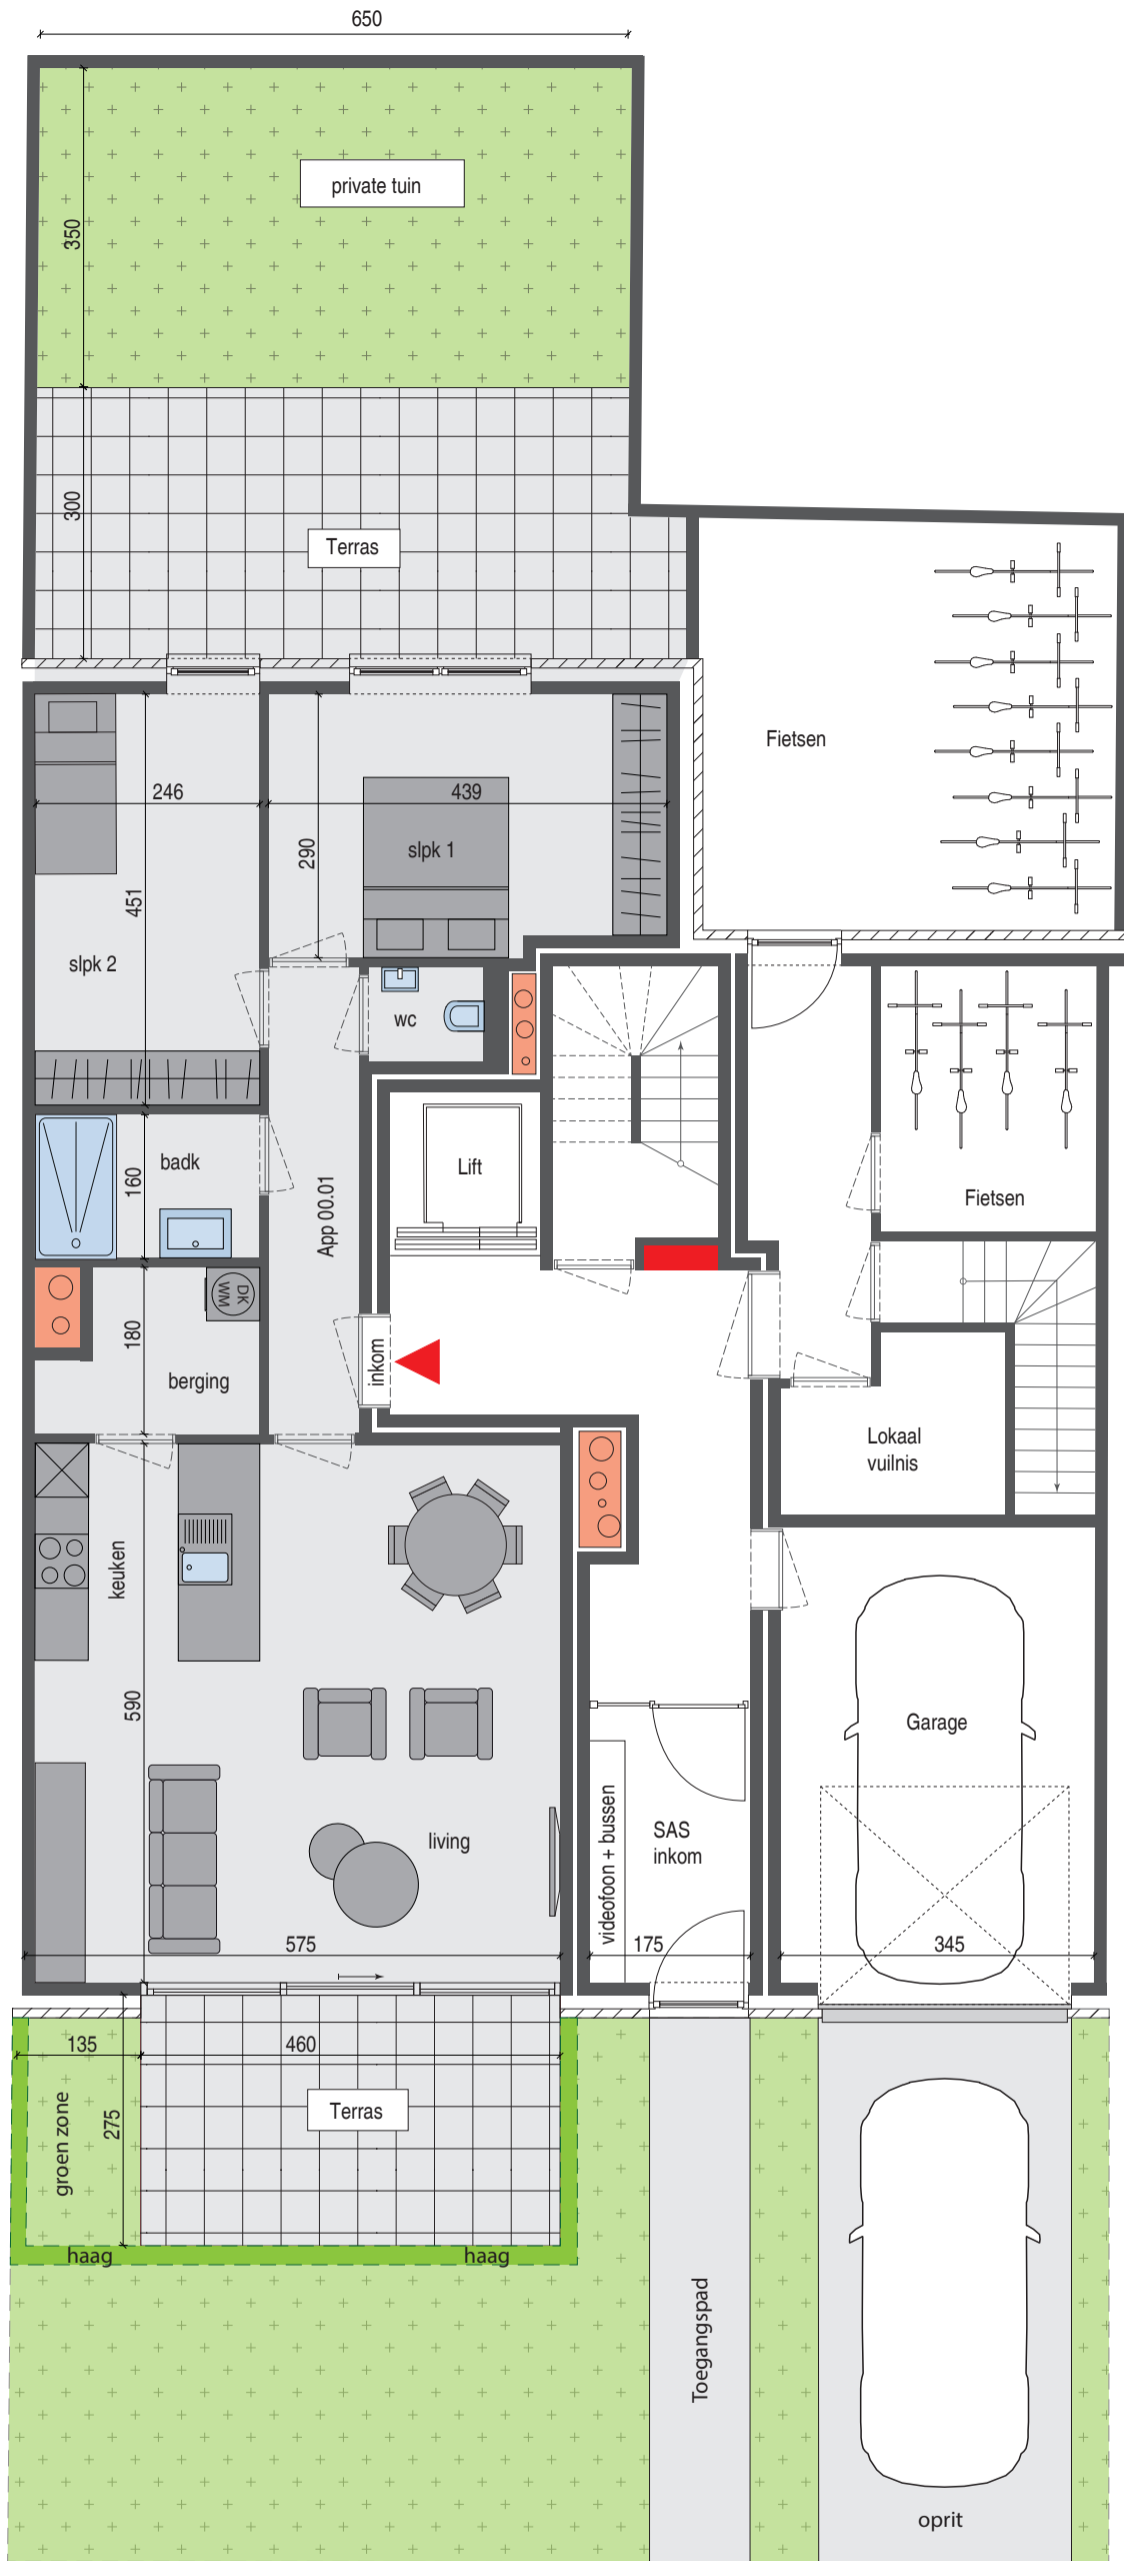 650
private tuin
350
300
Terras
Fietsen
246
439
290
slpk 1
451
slpk 2
wc
Lift
badk
160
App 00.01
Fietsen
DK
WM
180
inkom
berging
Lokaal
vuilnis
keuken
590
Garage
living
videofoon + bussen
SAS
inkom
575
175
345
135
460
groen zone
275
Terras
haag
haag
Toegangspad
oprit